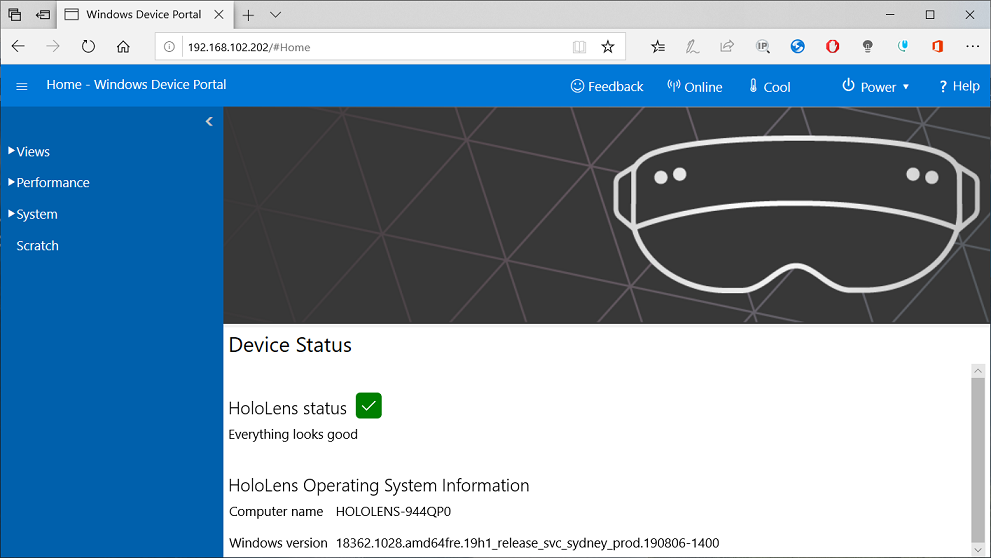 Windows Device Portal
192.168.102.202/#Home
IP
Home - Windows Device Portal
Feedback
Online
Cool
Power
? Help
Views
Performance
System
Scratch
Device Status
HoloLens status
Everything looks good
HoloLens Operating System Information
Computer name HOLOLENS-944QP0
Windows version 18362.1028.amd64fre.19h1_release_svc_sydney_prod.190806-1400